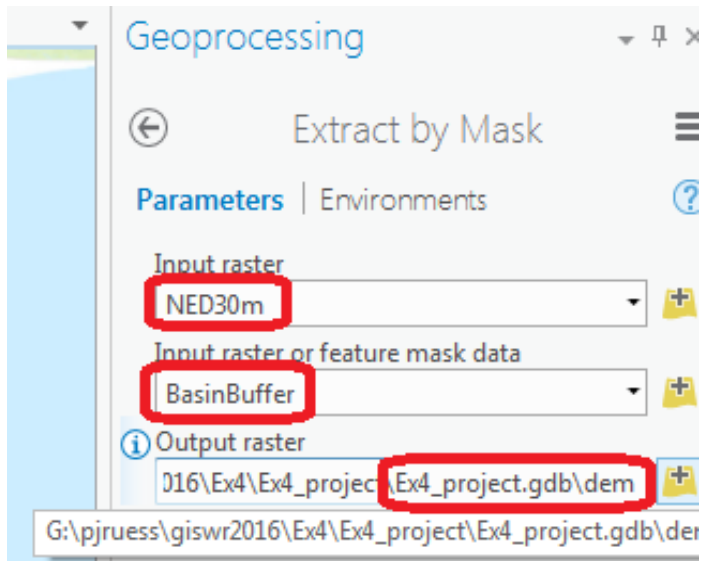 Geoprocessing
Extract by Mask
Parameters | Environments
Input raster
NED30m
Input raster or feature mask data
BasinBuffer
Output raster
016\Ex4\Ex4_project\Ex4_project.gdb\dem
G:\pjruess\giswr2016\Ex4\Ex4_project\Ex4_project.gdb\der